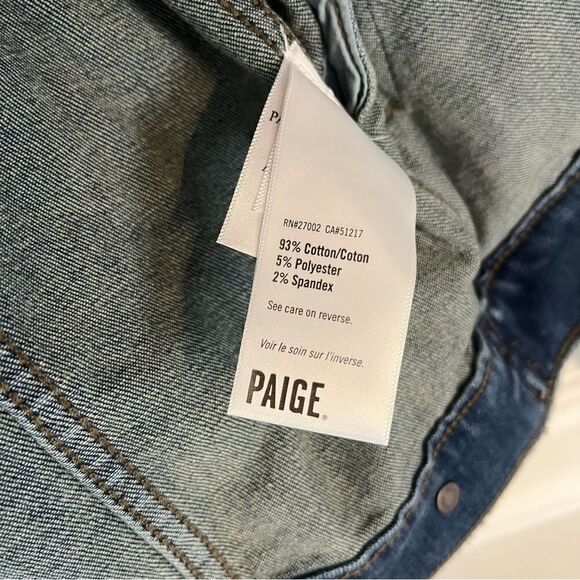 RN#27002 CA#51217
93% Cotton/Coton
5% Polyester
2% Spandex
See care on reverse.
Voir le soin sur l'inverse.
PAIGE®